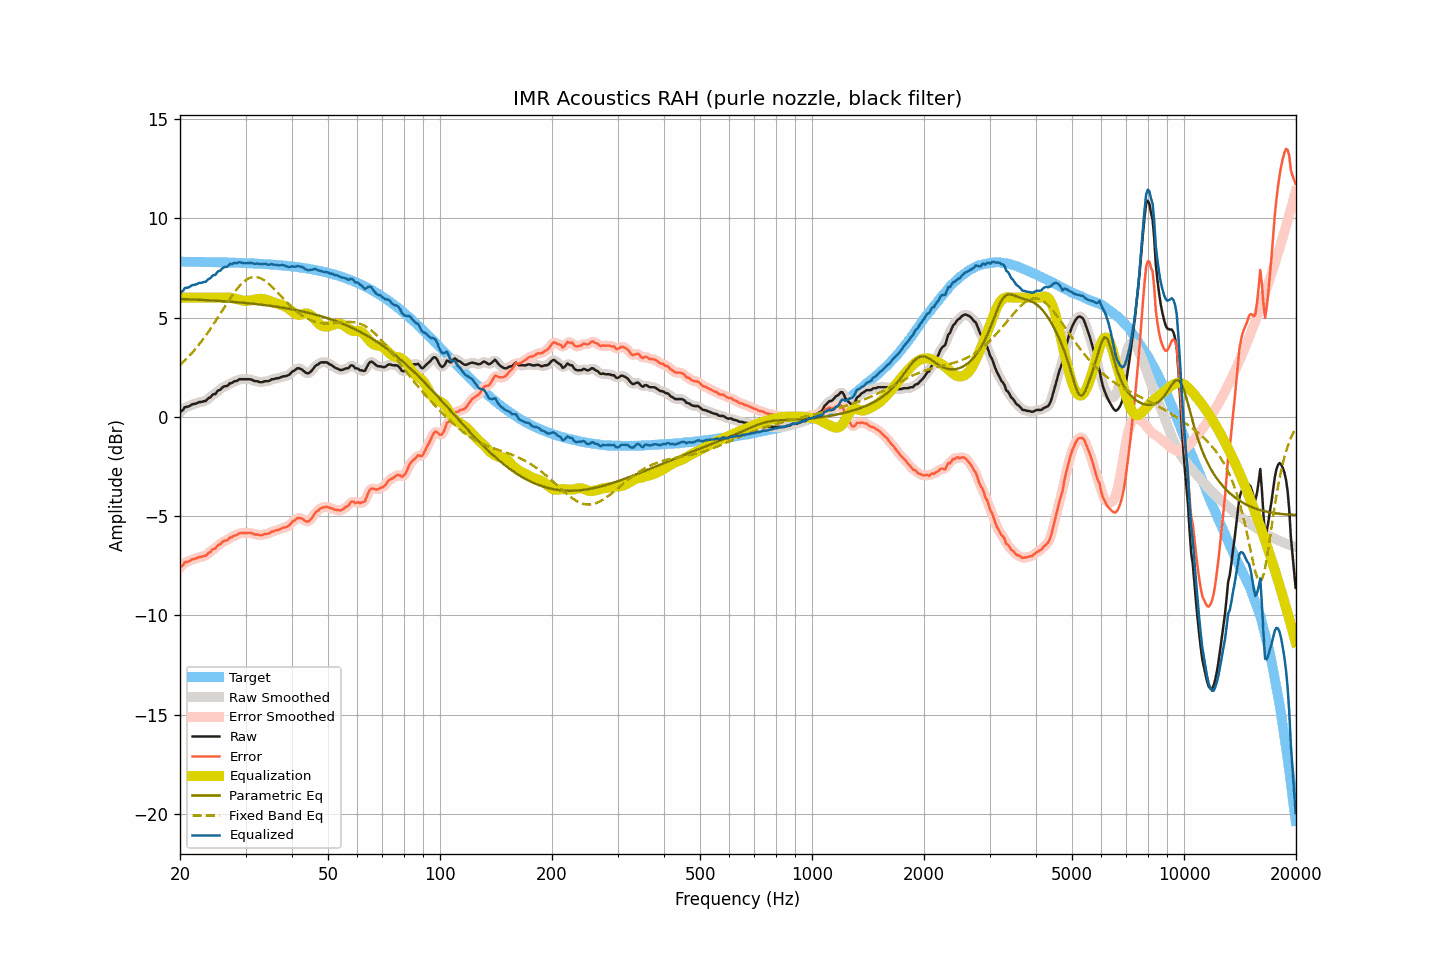 IMR Acoustics RAH (purle nozzle, black filter)
15
10
5
0
−5
−10
−15
−20
Amplitude (dBr)
Target
Raw Smoothed
Error Smoothed
Raw
Error
Equalization
Parametric Eq
Fixed Band Eq
Equalized
20 50 100 200 500 1000 2000 5000 10000 20000
Frequency (Hz)